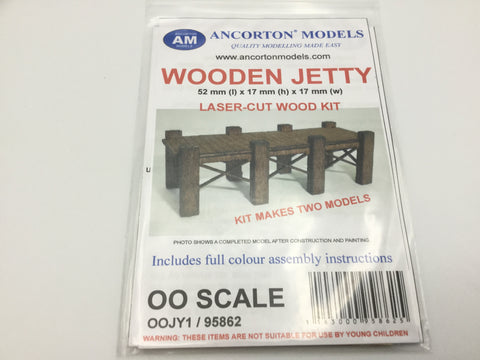 ANCORTON
AM
MODELS
ANCORTON® MODELS
QUALITY MODELLING MADE EASY
www.ancortonmodels.com
WOODEN JETTY
52 mm (l) x 17 mm (h) x 17 mm (w)
LASER-CUT WOOD KIT
KIT MAKES TWO MODELS
PHOTO SHOWS A COMPLETED MODEL AFTER CONSTRUCTION AND PAINTING
Includes full colour assembly instructions
OO SCALE
OOJY1 / 95862
WARNING: THESE ITEMS ARE NOT SUITABLE FOR USE BY YOUNG CHILDREN